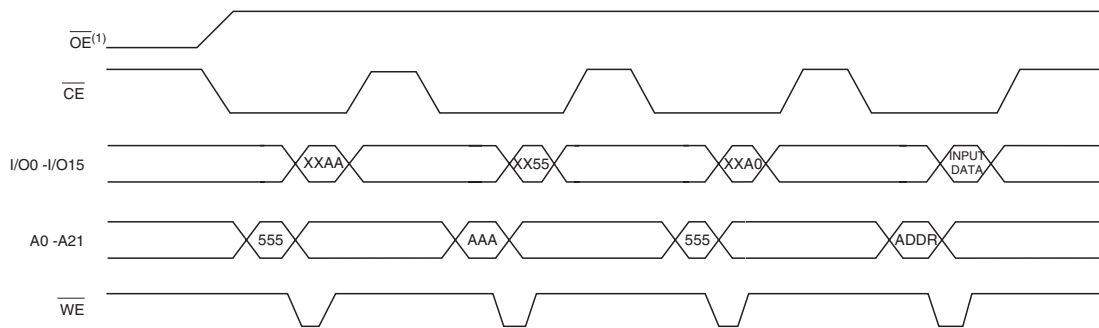 OE(1)
CE
I/O0 -I/O15
XXAA
XX55
XXA0
INPUT
DATA
A0 -A21
555
AAA
555
ADDR
WE